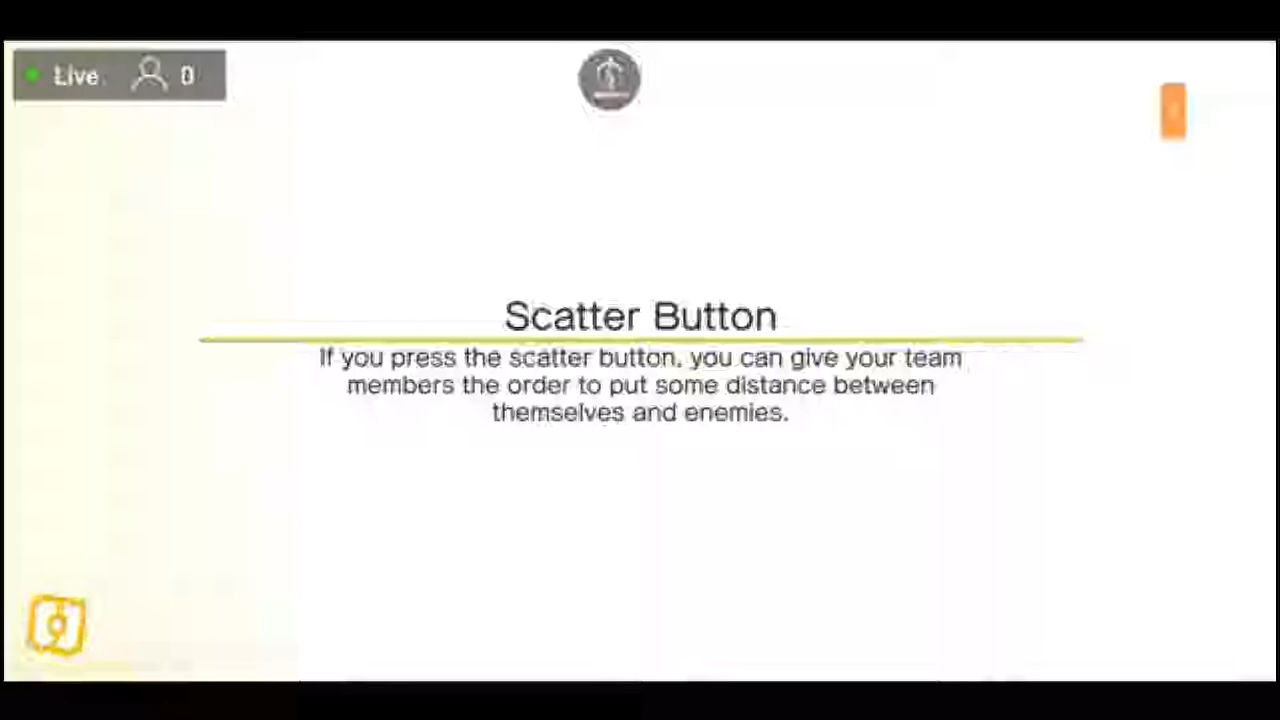 Live 0
Scatter Button
If you press the scatter button, you can give your team
members the order to put some distance between
themselves and enemies.